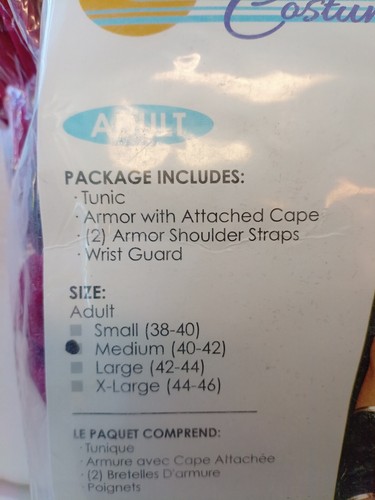 Costum
ADULT
PACKAGE INCLUDES:
· Tunic
· Armor with Attached Cape
· (2) Armor Shoulder Straps
· Wrist Guard
SIZE:
Adult
Small (38-40)
Medium (40-42)
Large (42-44)
X-Large (44-46)
LE PAQUET COMPREND:
· Tunique
· Armure avec Cape Attachée
· (2) Bretelles D'armure
· Poignets